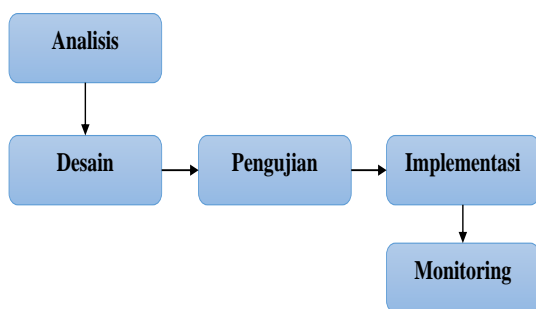 Analisis
Desain
Pengujian
Implementasi
Monitoring